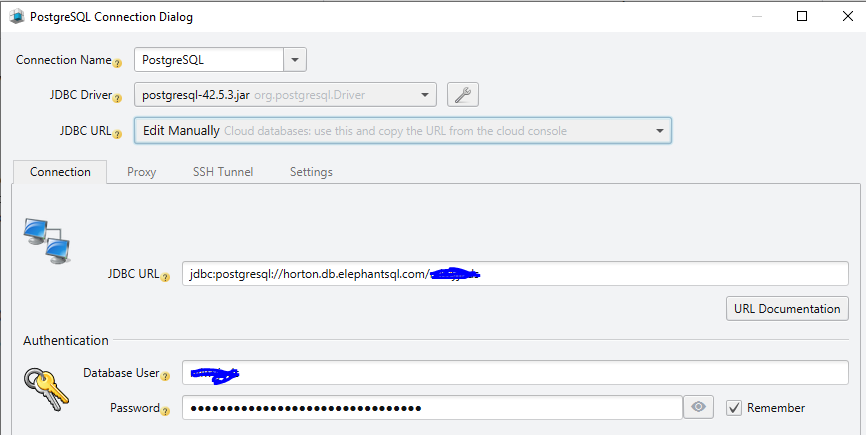 PostgreSQL Connection Dialog
Connection Name PostgreSQL
JDBC Driver postgresql-42.5.3.jar org.postgresql.Driver
JDBC URL Edit Manually Cloud databases: use this and copy the URL from the cloud console
Connection Proxy SSH Tunnel Settings
JDBC URL jdbc:postgresql://horton.db.elephantsql.com/
URL Documentation
Authentication
Database User
Password ●●●●●●●●●●●●●●●●●●●●●●●●●●●●●●●● Remember